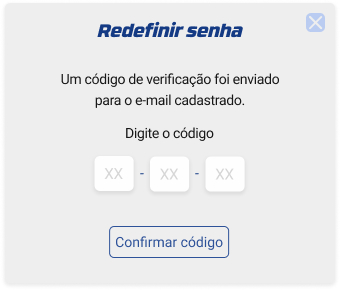 Redefinir senha
Um código de verificação foi enviado
para o e-mail cadastrado.
Digite o código
XX - XX - XX
Confirmar código